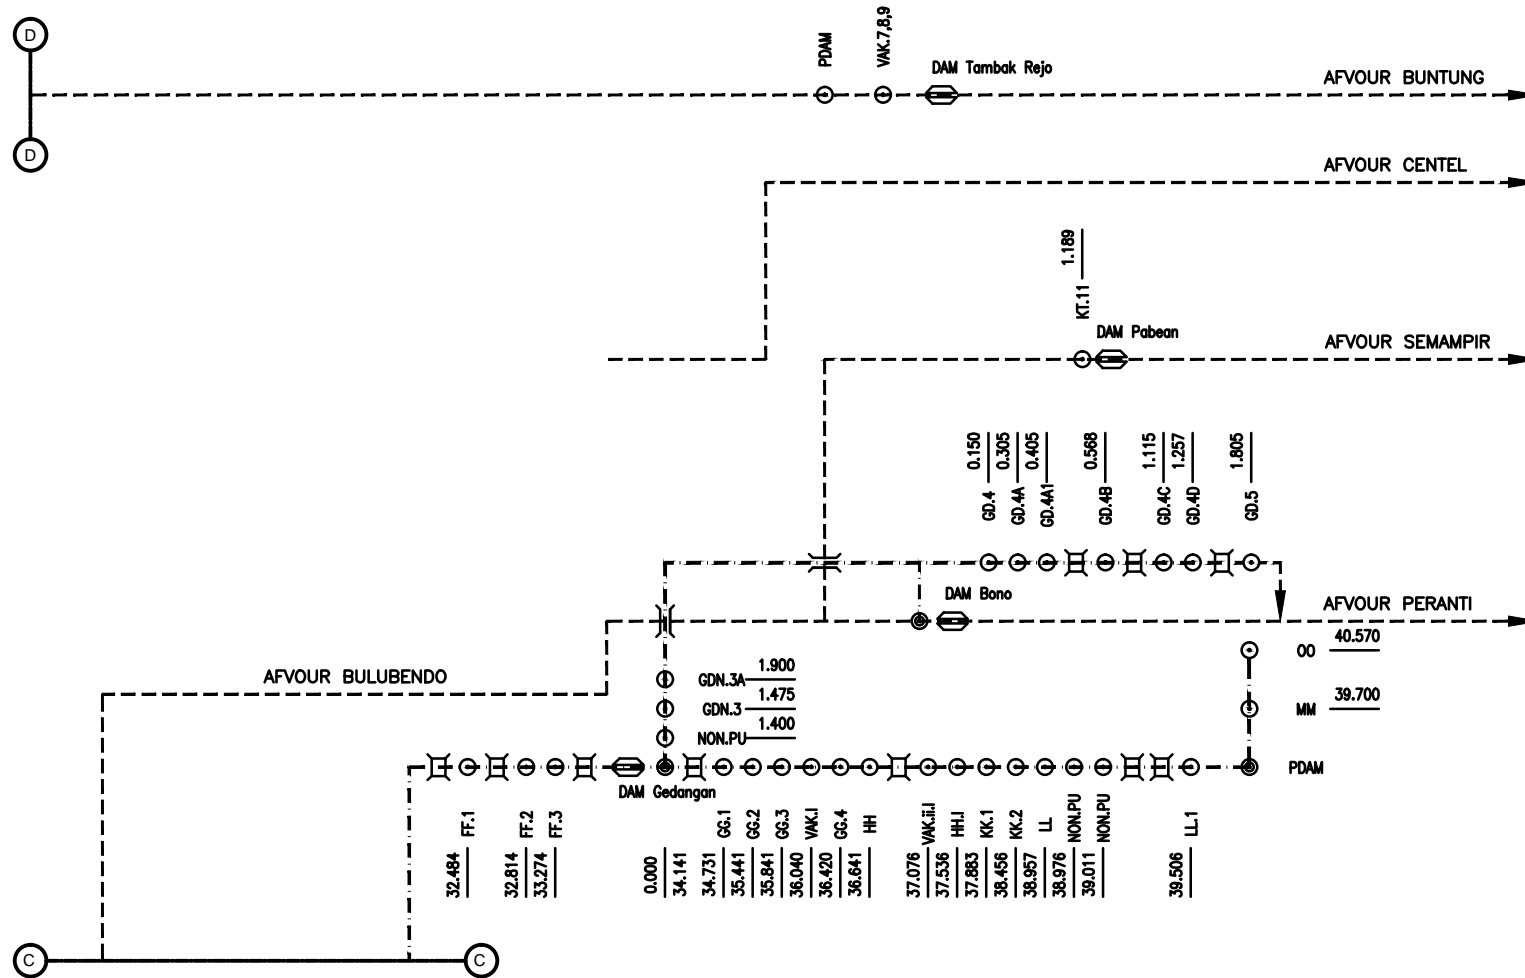 D
PDAM
VAK.7,8,9
DAM Tambak Rejo
AFVOUR BUNTUNG
D
AFVOUR CENTEL
1.189
KT.11
DAM Pabean
AFVOUR SEMAMPIR
0.150
0.305
0.405
0.568
1.115
1.257
1.805
GD.4
GD.4A
GD.4A1
GD.4B
GD.4C
GD.4D
GD.5
DAM Bono
AFVOUR PERANTI
OO 40.570
AFVOUR BULUBENDO
GDN.3A 1.900
GDN.3 1.475
MM 39.700
NON.PU 1.400
PDAM
DAM Gedangan
FF.1
FF.2
FF.3
GG.1
GG.2
GG.3
VAK.I
GG.4
HH
VAK.ii.I
HH.I
KK.1
KK.2
LL
NON.PU
NON.PU
LL.1
32.484
32.814
33.274
0.000
34.141
34.731
35.441
35.841
36.040
36.420
36.641
37.076
37.536
37.883
38.456
38.957
38.976
39.011
39.506
C
C